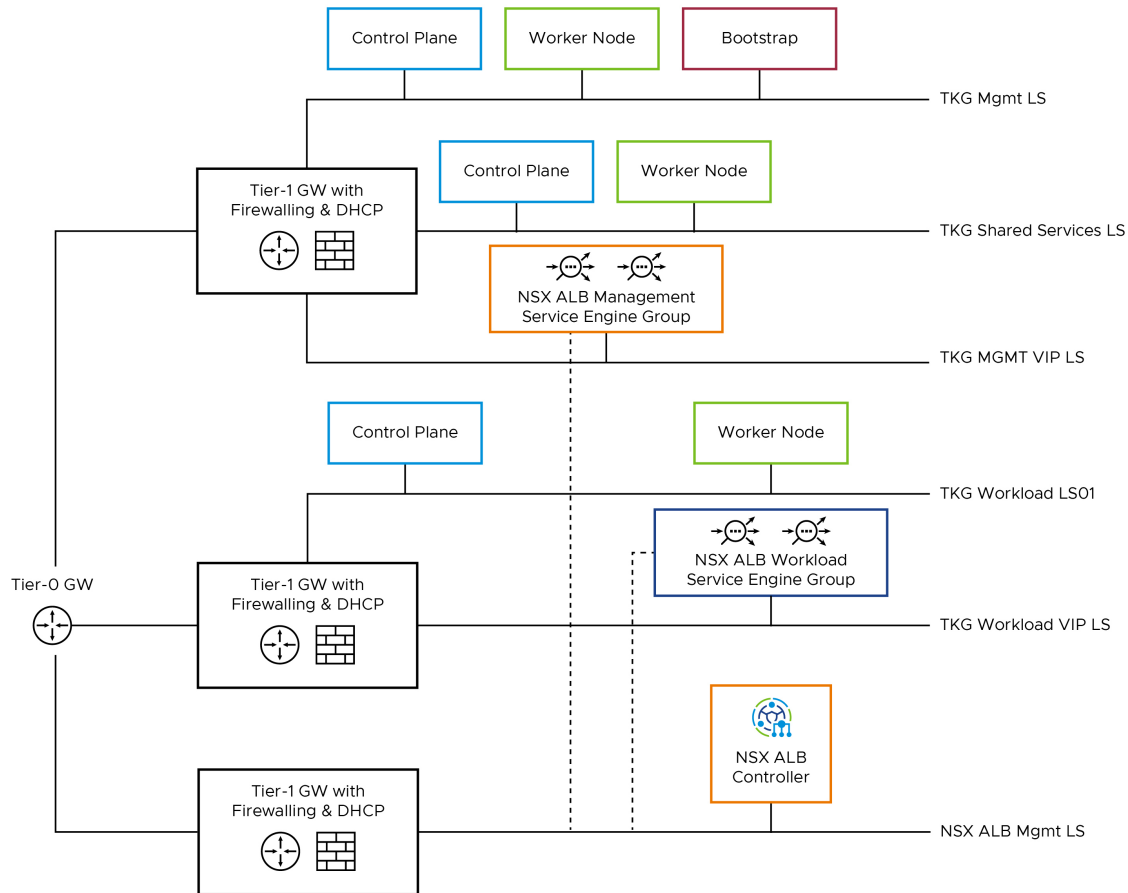 Control Plane
Worker Node
Bootstrap
TKG Mgmt LS
Control Plane
Worker Node
Tier-1 GW with
Firewalling & DHCP
TKG Shared Services LS
NSX ALB Management
Service Engine Group
TKG MGMT VIP LS
Control Plane
Worker Node
TKG Workload LS01
NSX ALB Workload
Service Engine Group
Tier-0 GW
Tier-1 GW with
Firewalling & DHCP
TKG Workload VIP LS
NSX ALB
Controller
Tier-1 GW with
Firewalling & DHCP
NSX ALB Mgmt LS